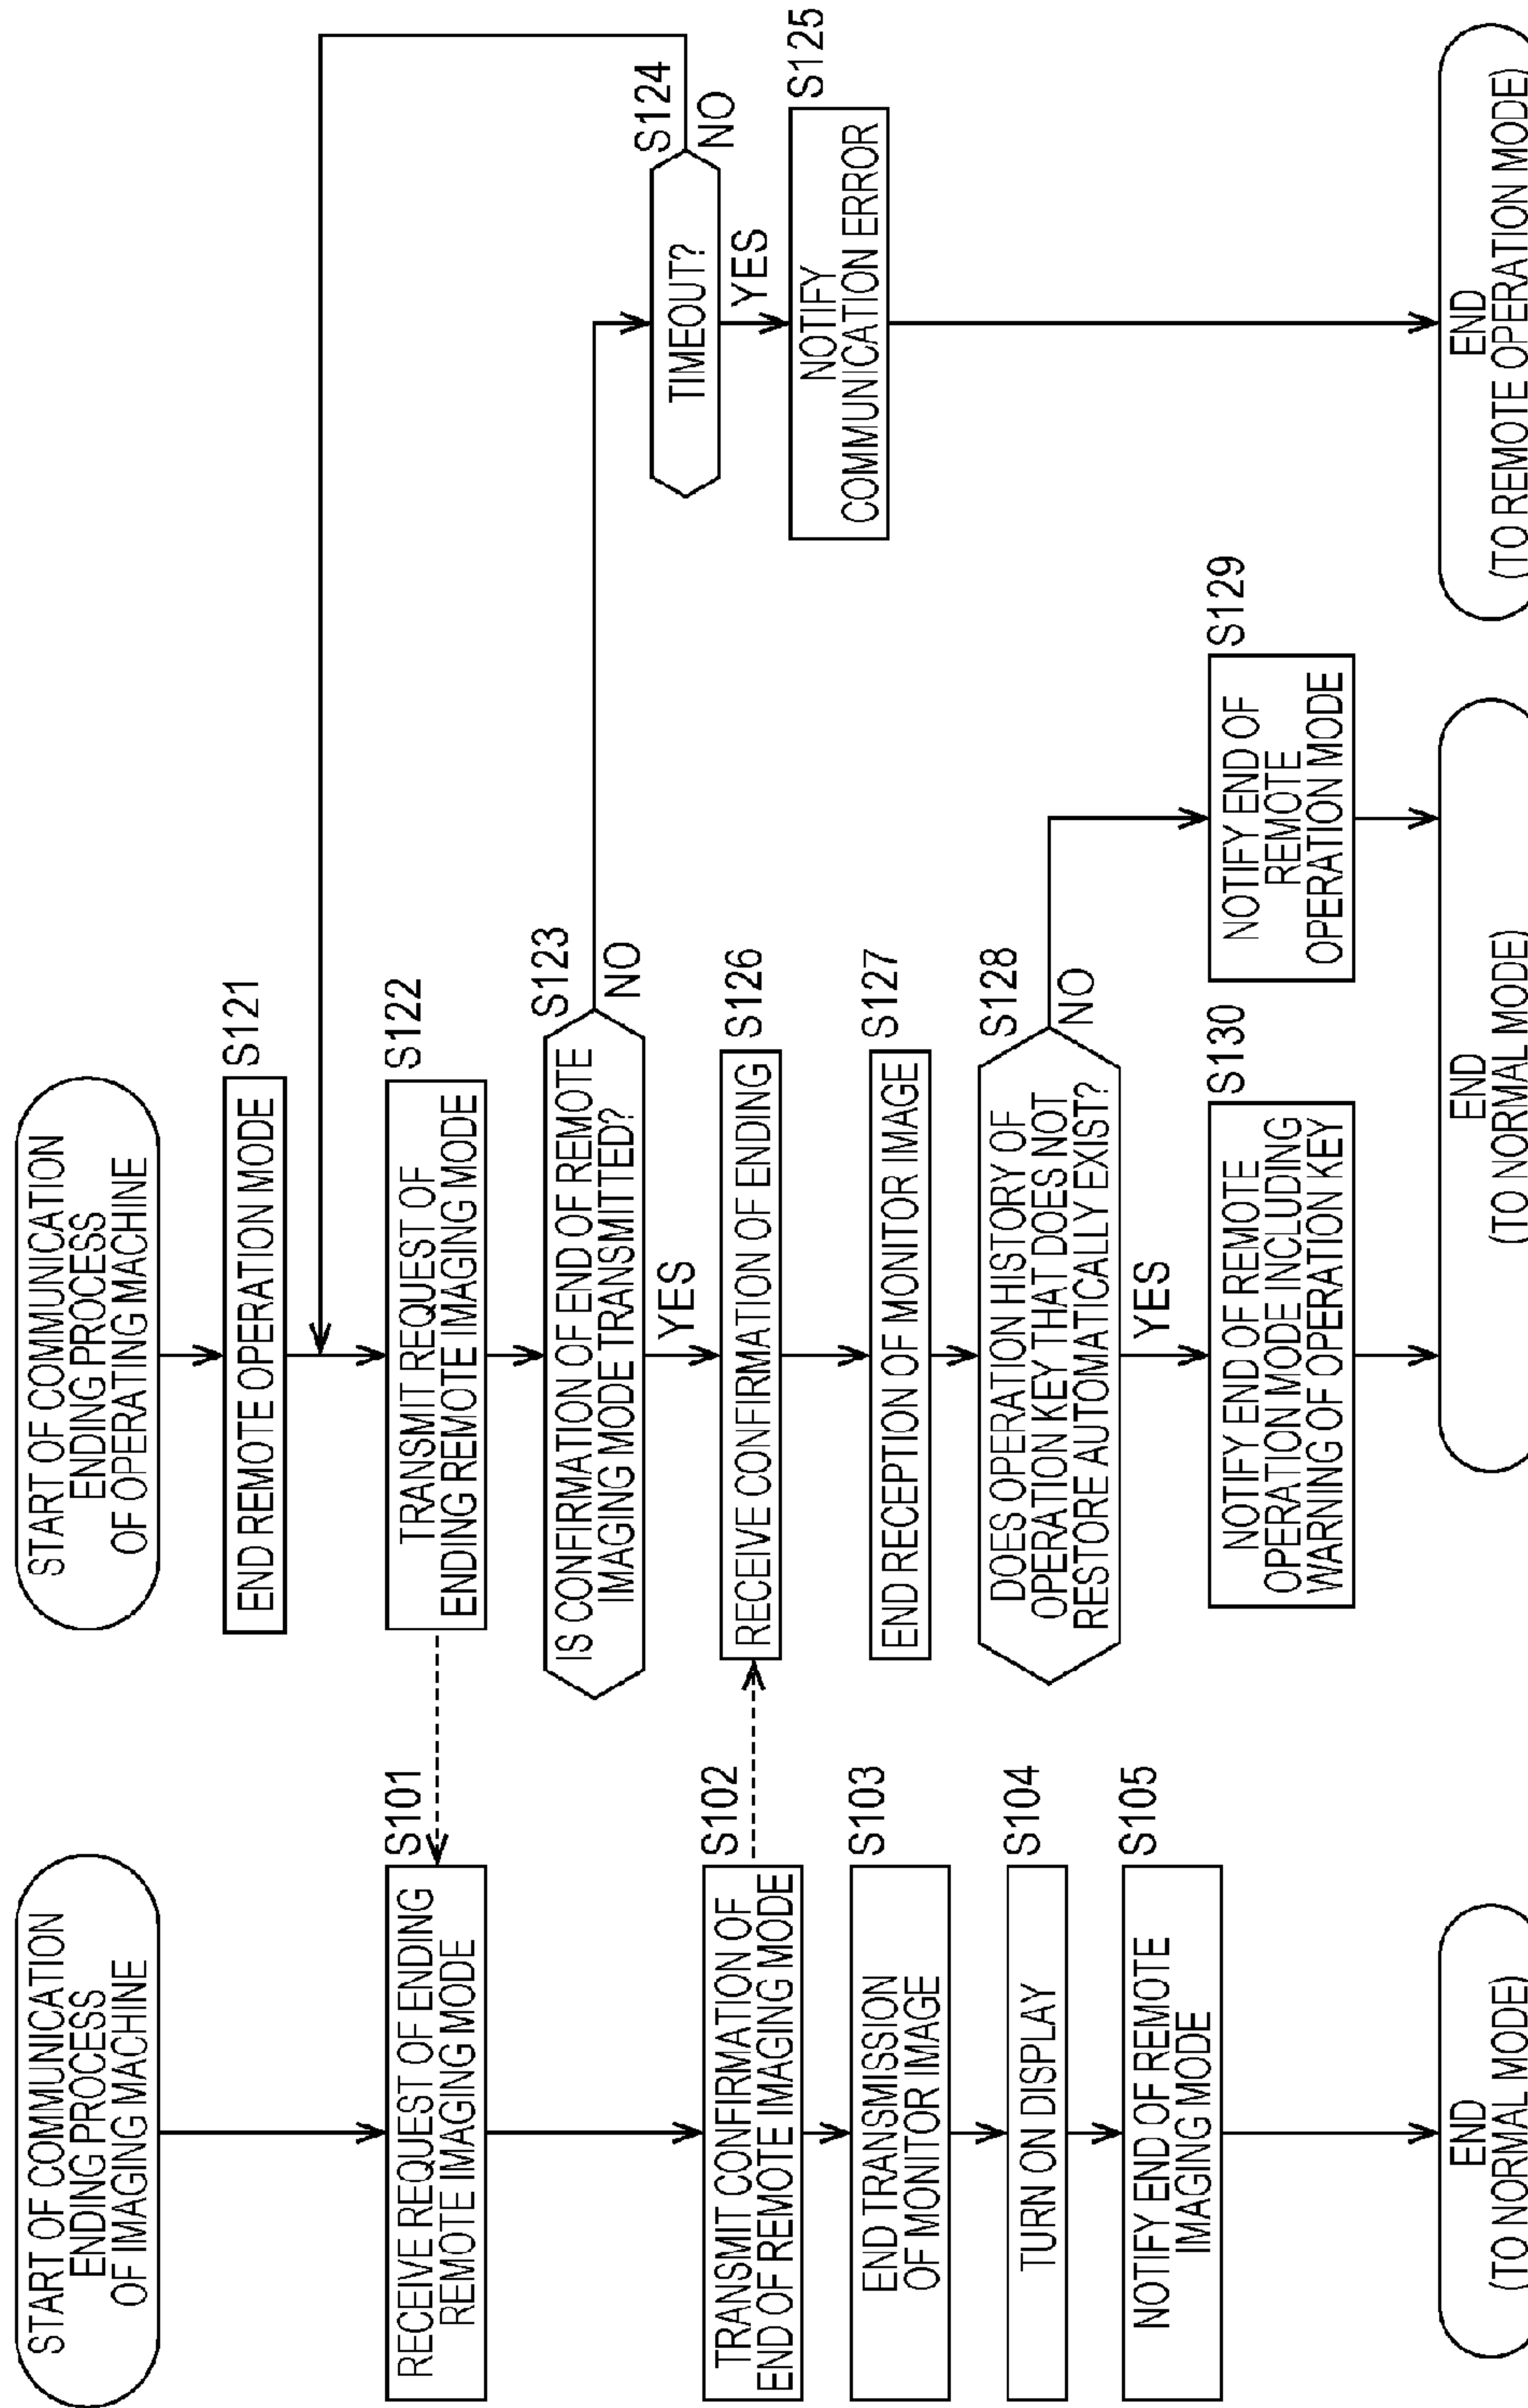 START OF COMMUNICATION
ENDING PROCESS
OF IMAGING MACHINE
S101
RECEIVE REQUEST OF ENDING
REMOTE IMAGING MODE
S102
TRANSMIT CONFIRMATION OF
END OF REMOTE IMAGING MODE
S103
END TRANSMISSION
OF MONITOR IMAGE
S104
TURN ON DISPLAY
S105
NOTIFY END OF REMOTE
IMAGING MODE
END
(TO NORMAL MODE)
START OF COMMUNICATION
ENDING PROCESS
OF OPERATING MACHINE
S121
END REMOTE OPERATION MODE
S122
TRANSMIT REQUEST OF
ENDING REMOTE IMAGING MODE
S123
IS CONFIRMATION OF END OF REMOTE
IMAGING MODE TRANSMITTED?
NO
YES
S124
TIMEOUT?
NO
YES
S125
NOTIFY
COMMUNICATION ERROR
END
(TO REMOTE OPERATION MODE)
S126
RECEIVE CONFIRMATION OF ENDING
S127
END RECEPTION OF MONITOR IMAGE
S128
DOES OPERATION HISTORY OF
OPERATION KEY THAT DOES NOT
RESTORE AUTOMATICALLY EXIST?
NO
YES
S129
NOTIFY END OF
REMOTE
OPERATION MODE
S130
NOTIFY END OF REMOTE
OPERATION MODE INCLUDING
WARNING OF OPERATION KEY
END
(TO NORMAL MODE)